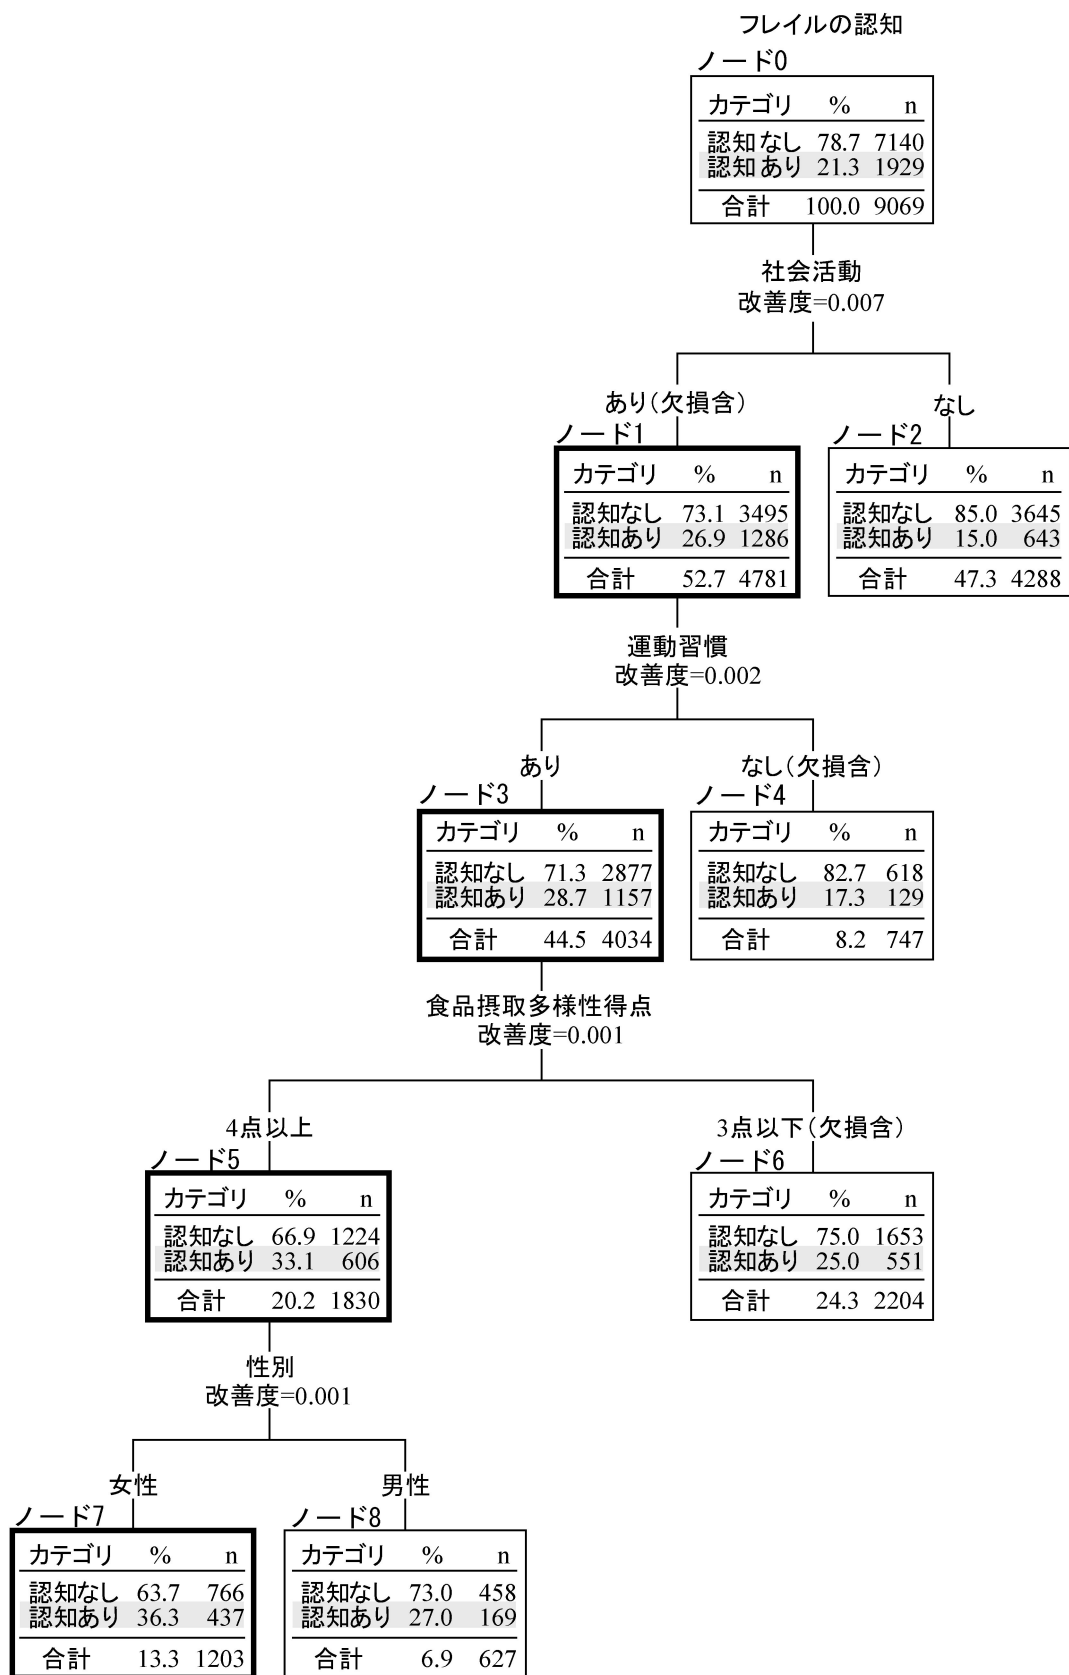 フレイルの認知
ノード0
カテゴリ % n
認知なし 78.7 7140
認知あり 21.3 1929
合計 100.0 9069
社会活動
改善度=0.007
あり(欠損含)
なし
ノード1
カテゴリ % n
認知なし 73.1 3495
認知あり 26.9 1286
合計 52.7 4781
ノード2
カテゴリ % n
認知なし 85.0 3645
認知あり 15.0 643
合計 47.3 4288
運動習慣
改善度=0.002
あり
なし(欠損含)
ノード3
カテゴリ % n
認知なし 71.3 2877
認知あり 28.7 1157
合計 44.5 4034
ノード4
カテゴリ % n
認知なし 82.7 618
認知あり 17.3 129
合計 8.2 747
食品摂取多様性得点
改善度=0.001
4点以上
3点以下(欠損含)
ノード5
カテゴリ % n
認知なし 66.9 1224
認知あり 33.1 606
合計 20.2 1830
ノード6
カテゴリ % n
認知なし 75.0 1653
認知あり 25.0 551
合計 24.3 2204
性別
改善度=0.001
女性
男性
ノード7
カテゴリ % n
認知なし 63.7 766
認知あり 36.3 437
合計 13.3 1203
ノード8
カテゴリ % n
認知なし 73.0 458
認知あり 27.0 169
合計 6.9 627